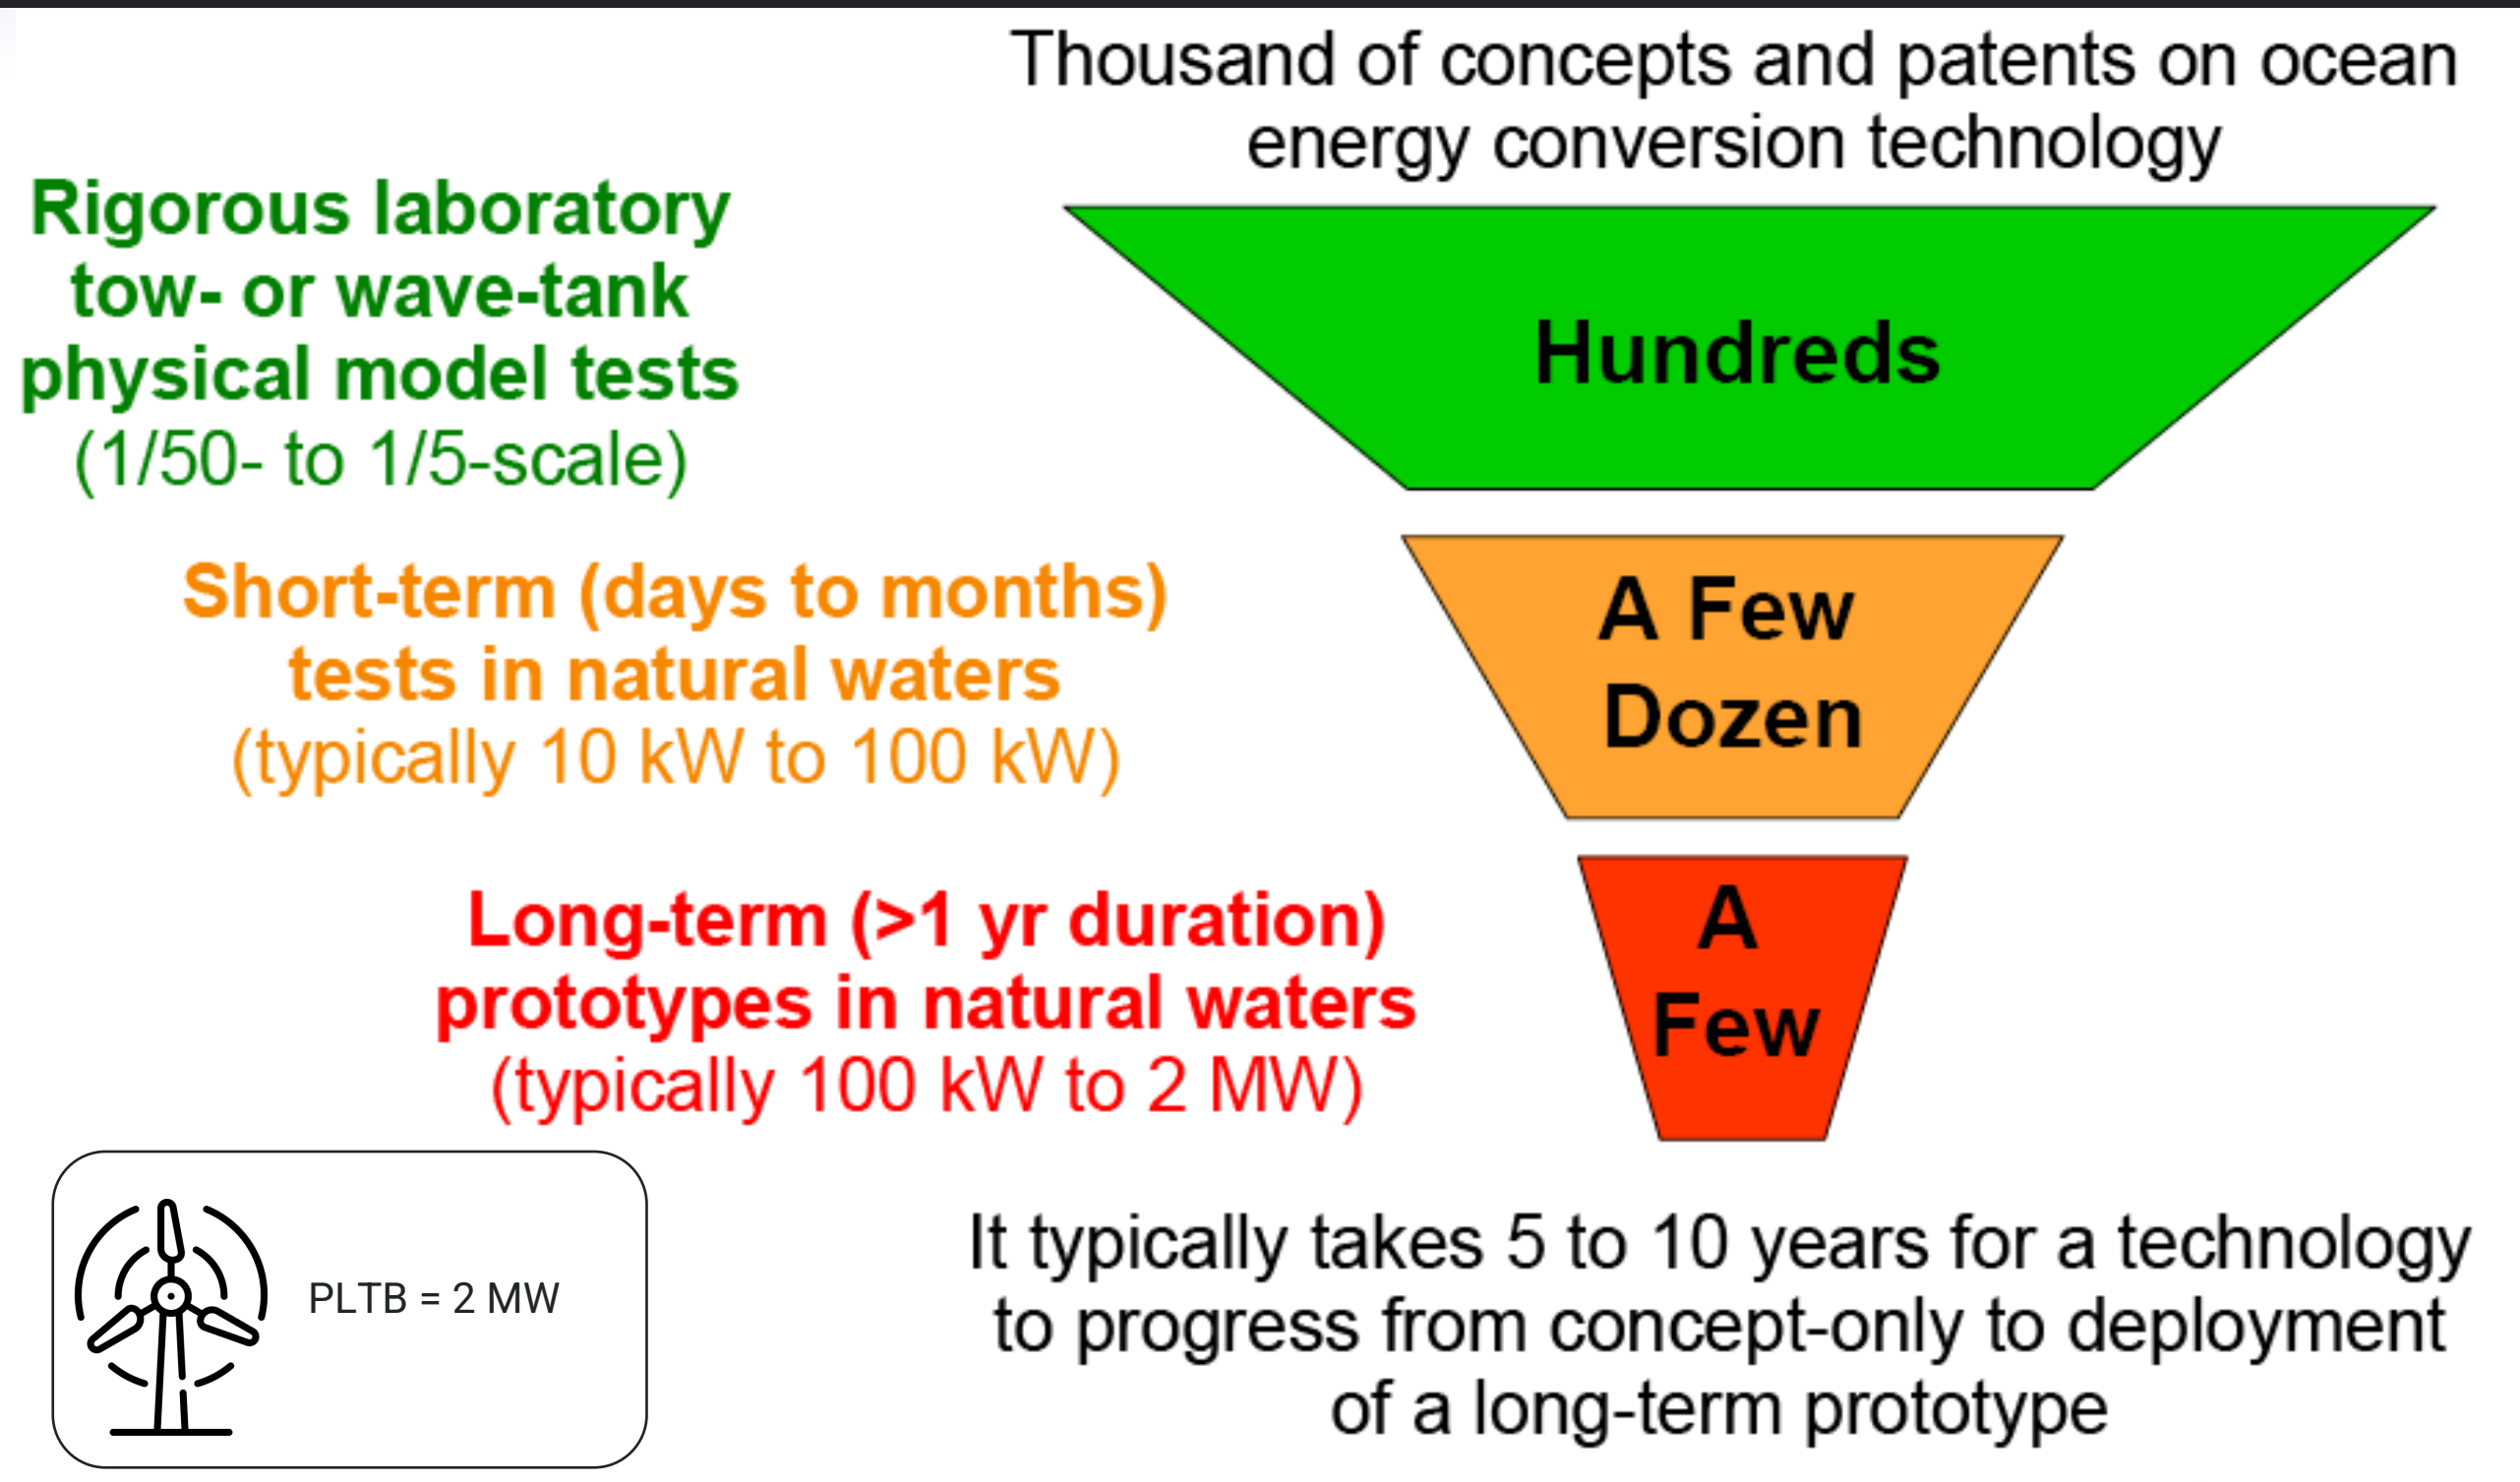 Thousand of concepts and patents on ocean
energy conversion technology
Rigorous laboratory
tow- or wave-tank
physical model tests
(1/50- to 1/5-scale)
Hundreds
Short-term (days to months)
tests in natural waters
(typically 10 kW to 100 kW)
A Few
Dozen
Long-term (>1 yr duration)
prototypes in natural waters
(typically 100 kW to 2 MW)
A
Few
PLTB = 2 MW
It typically takes 5 to 10 years for a technology
to progress from concept-only to deployment
of a long-term prototype